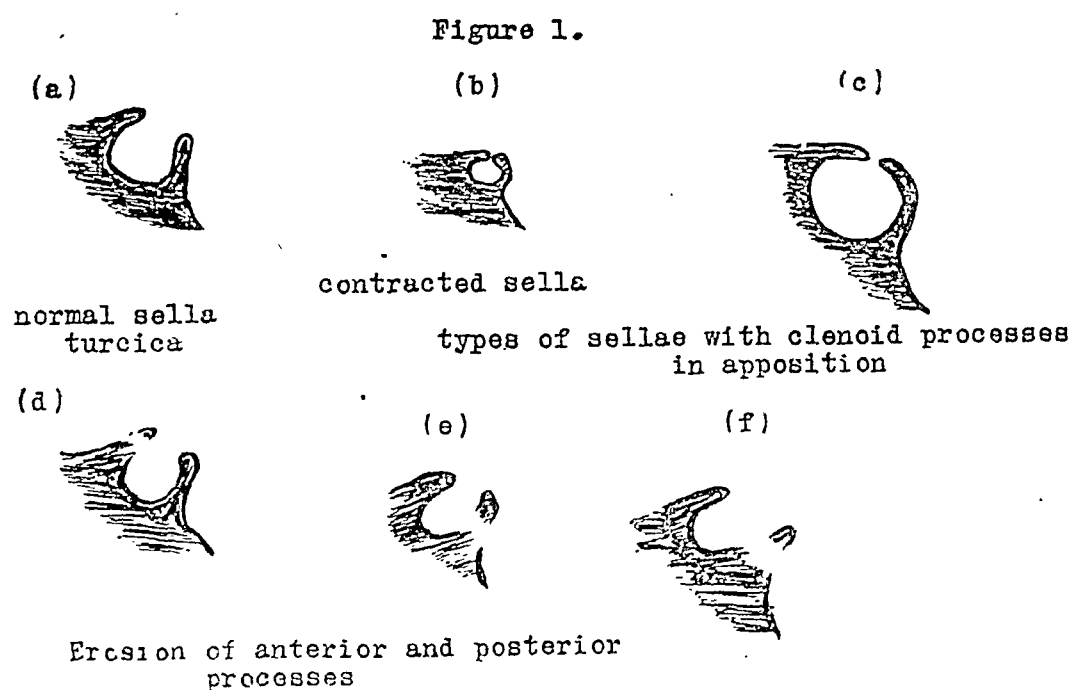 Figure 1.
(a)
(b)
(c)
contracted sella
normal sella
turcica
types of sellae with clenoid processes
in apposition
(d)
(e)
(f)
Erosion of anterior and posterior
processes